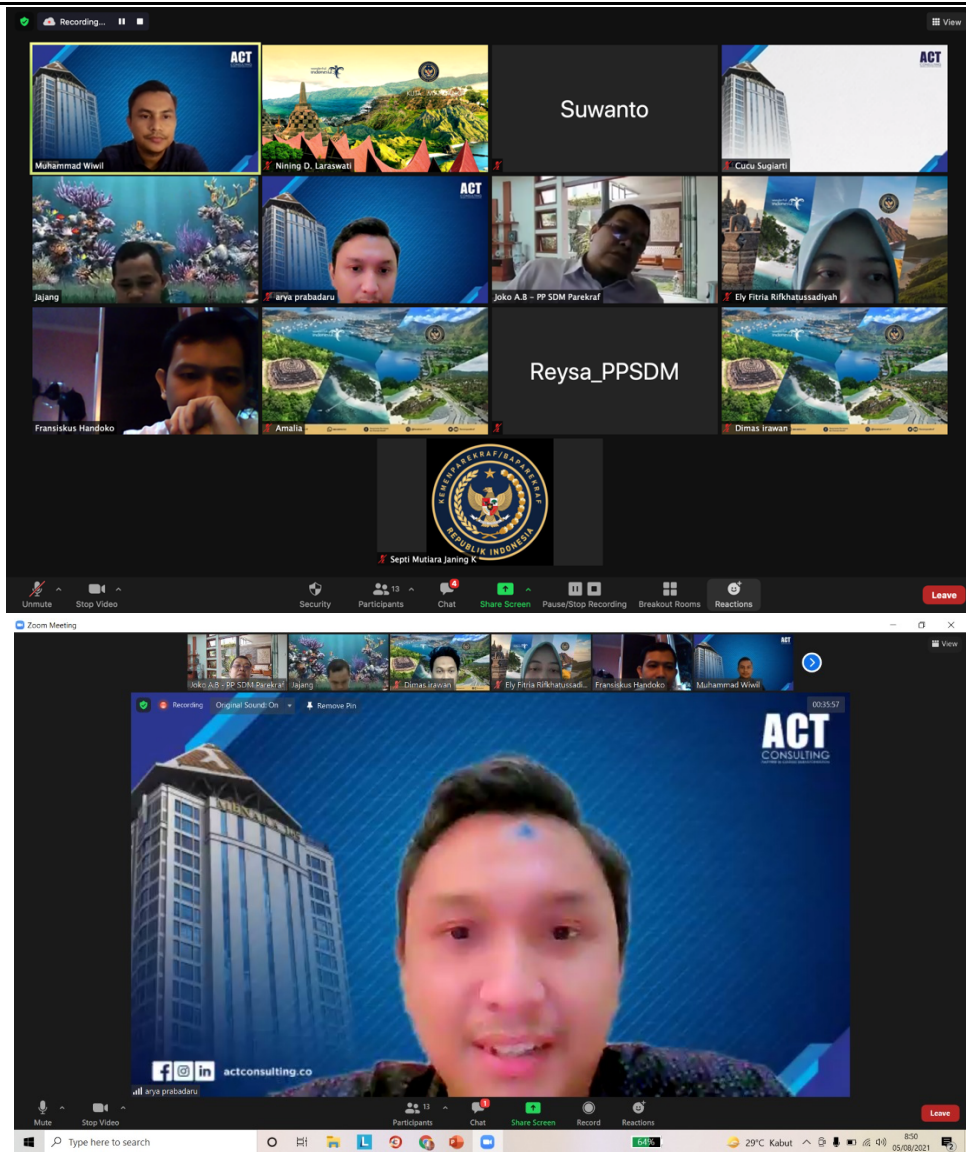 Recording...
View
ACT
Muhammad Wiwil
Nining D. Laraswati
Suwanto
ACT
Cucu Sugiarti
Jajang
ACT
arya prabadaru
Joko A.B - PP SDM Parekraf
Ely Fitria Rifkhatussadiyah
Fransiskus Handoko
Amalia
Reysa_PPSDM
Dimas irawan
KEMENPAREKRAF/BAPAREKRAF
REPUBLIK INDONESIA
Septi Mutiara Janing K
13
4
Unmute
Stop Video
Security
Participants
Chat
Share Screen
Pause/Stop Recording
Breakout Rooms
Reactions
Leave
Zoom Meeting
View
Joko A.B - PP SDM Parekraf
Jajang
Dimas irawan
Ely Fitria Rifkhatussadi...
Fransiskus Handoko
ACT
Muhammad Wiwil
Recording
Original Sound: On
Remove Pin
00:35:57
ACT
CONSULTING
actconsulting.co
arya prabadaru
13
1
Mute
Stop Video
Participants
Chat
Share Screen
Record
Reactions
Leave
Type here to search
64%
29°C Kabut
8:50
05/08/2021
2